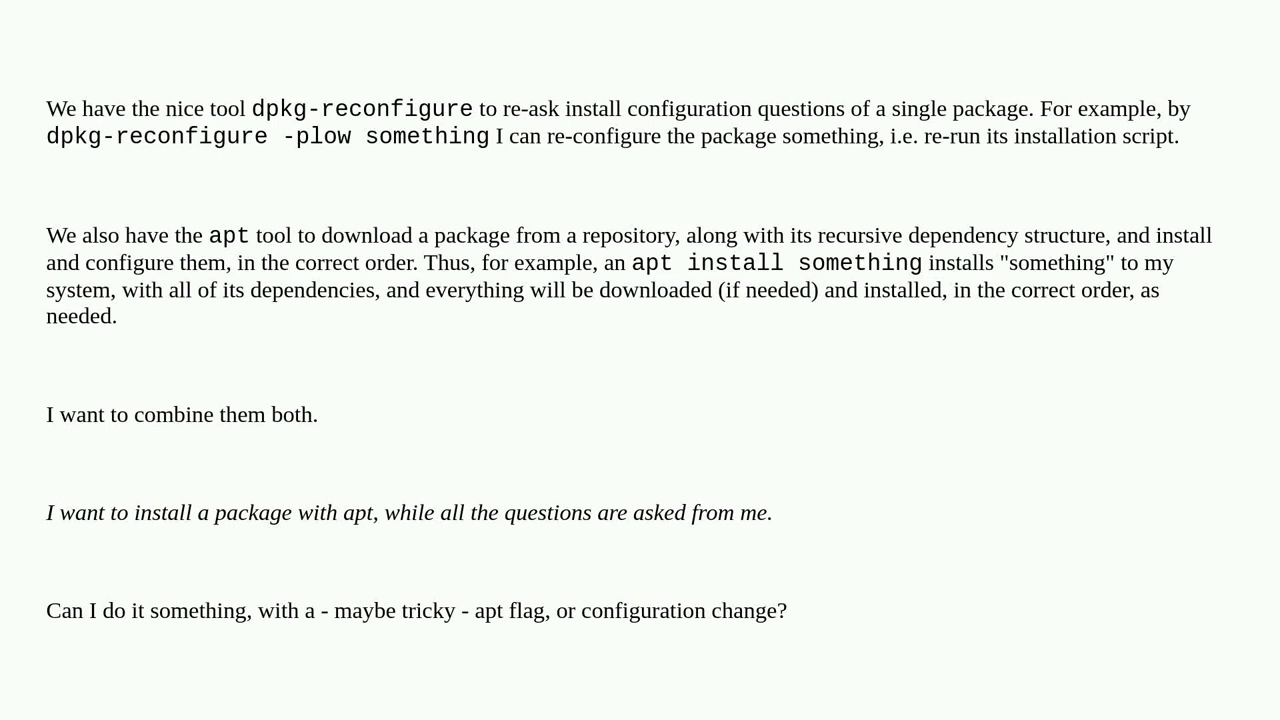 We have the nice tool dpkg-reconfigure to re-ask install configuration questions of a single package. For example, by
dpkg-reconfigure -plow something I can re-configure the package something, i.e. re-run its installation script.
We also have the apt tool to download a package from a repository, along with its recursive dependency structure, and install
and configure them, in the correct order. Thus, for example, an apt install something installs "something" to my
system, with all of its dependencies, and everything will be downloaded (if needed) and installed, in the correct order, as
needed.
I want to combine them both.
I want to install a package with apt, while all the questions are asked from me.
Can I do it something, with a - maybe tricky - apt flag, or configuration change?